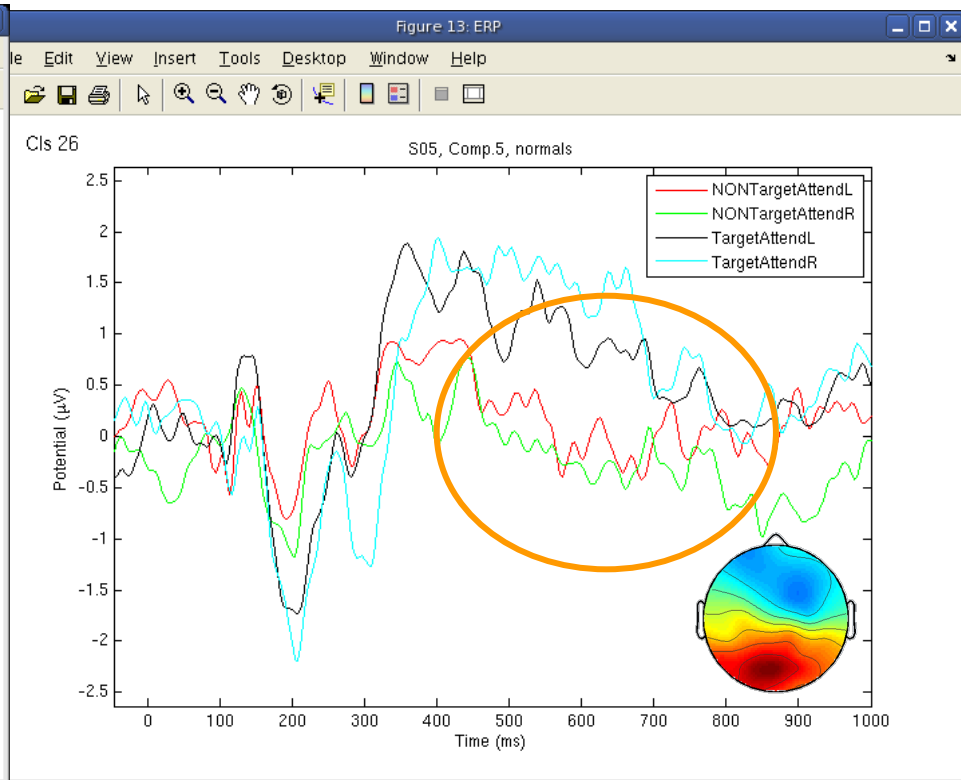 Figure 13: ERP
le Edit View Insert Tools Desktop Window Help
Cls 26
S05, Comp.5, normals
NONTargetAttendL
NONTargetAttendR
TargetAttendL
TargetAttendR
Potential (μV)
2.5
2
1.5
1
0.5
0
-0.5
-1
-1.5
-2
-2.5
0 100 200 300 400 500 600 700 800 900 1000
Time (ms)